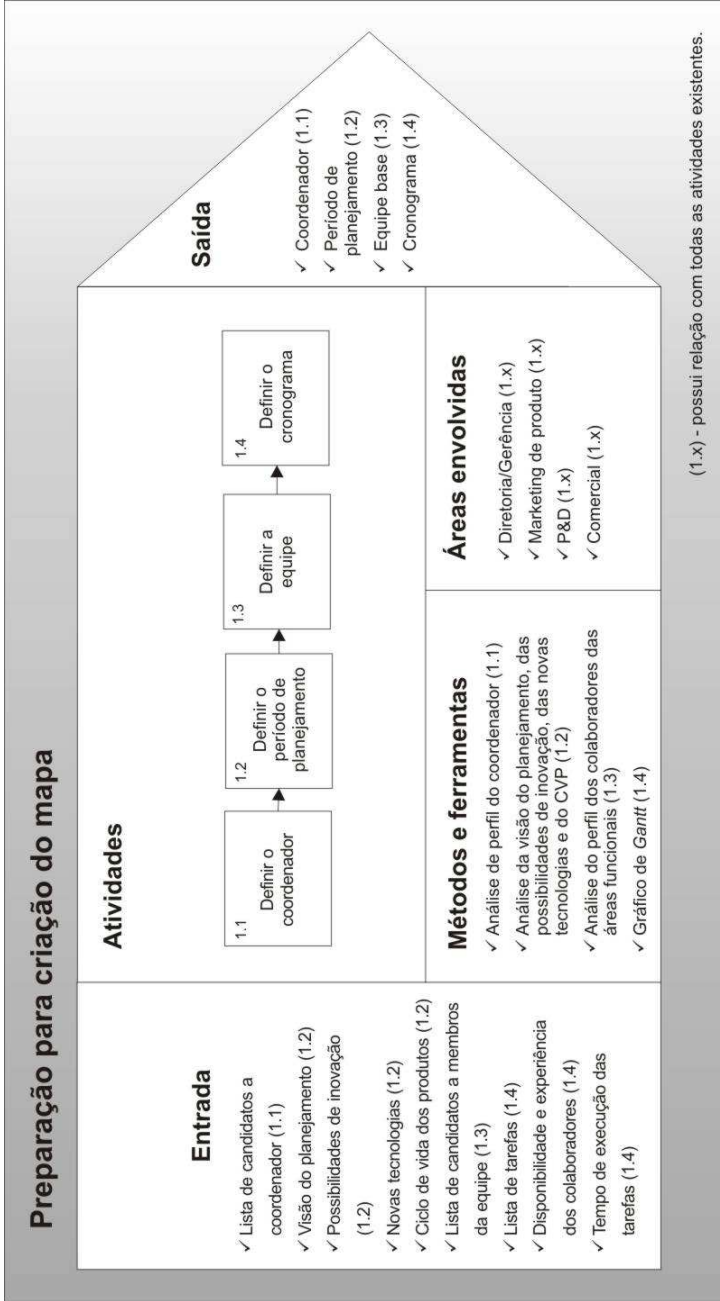 Preparação para criação do mapa
Entrada
✓ Lista de candidatos a
coordenador (1.1)
✓ Visão do planejamento (1.2)
✓ Possibilidades de inovação
(1.2)
✓ Novas tecnologias (1.2)
✓ Ciclo de vida dos produtos (1.2)
✓ Lista de candidatos a membros
da equipe (1.3)
✓ Lista de tarefas (1.4)
✓ Disponibilidade e experiência
dos colaboradores (1.4)
✓ Tempo de execução das
tarefas (1.4)
Atividades
1.1
Definir o
coordenador
1.2
Definir o
período de
planejamento
1.3
Definir a
equipe
1.4
Definir o
cronograma
Métodos e ferramentas
✓ Análise de perfil do coordenador (1.1)
✓ Análise da visão do planejamento, das
possibilidades de inovação, das novas
tecnologias e do CVP (1.2)
✓ Análise do perfil dos colaboradores das
áreas funcionais (1.3)
✓ Gráfico de Gantt (1.4)
Áreas envolvidas
✓ Diretoria/Gerência (1.x)
✓ Marketing de produto (1.x)
✓ P&D (1.x)
✓ Comercial (1.x)
Saída
✓ Coordenador (1.1)
✓ Período de
planejamento (1.2)
✓ Equipe base (1.3)
✓ Cronograma (1.4)
(1.x) - possui relação com todas as atividades existentes.